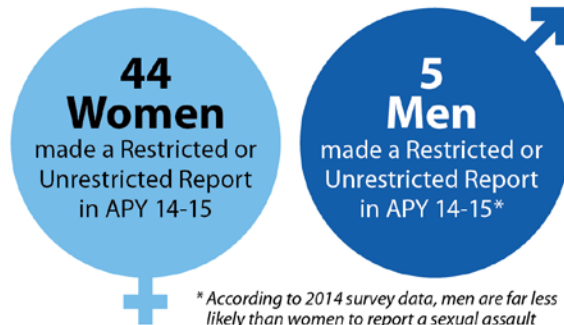 44
Women
made a Restricted or
Unrestricted Report
in APY 14-15
5
Men
made a Restricted or
Unrestricted Report
in APY 14-15*
* According to 2014 survey data, men are far less
likely than women to report a sexual assault